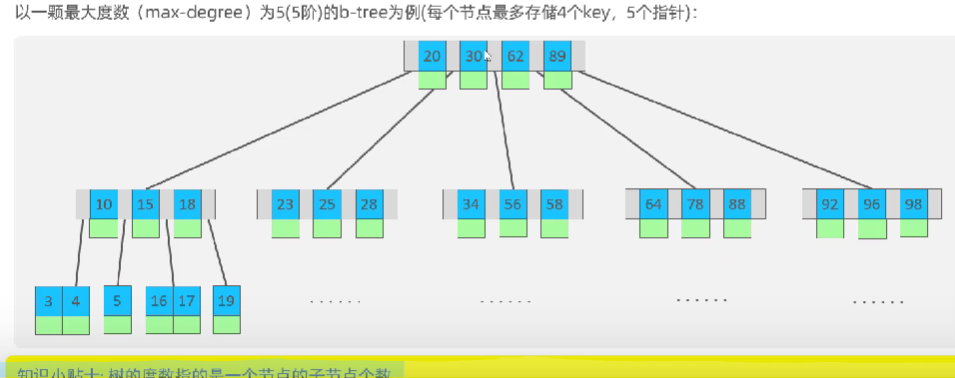 以一颗最大度数（max-degree）为5(5阶)的b-tree为例(每个节点最多存储4个key，5个指针)：
20 30 62 89
10 15 18 23 25 28 34 56 58 64 78 88 92 96 98
3 4 5 16 17 19 ...... ...... ...... ......
知识小贴士: 树的度数指的是一个节点的子节点个数